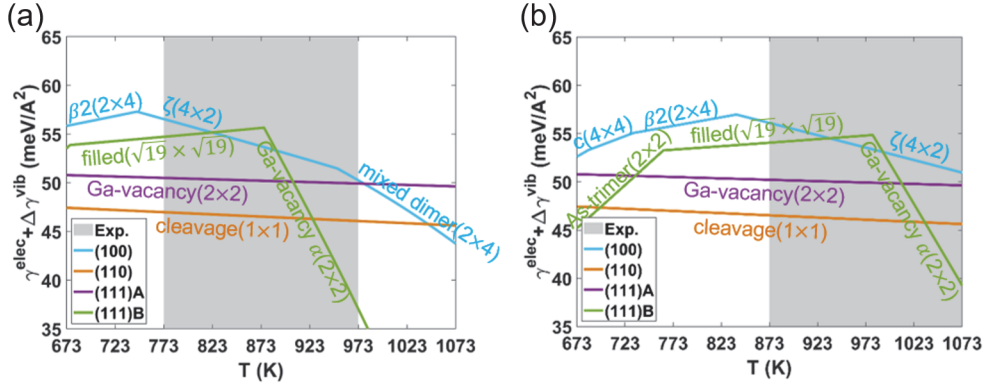 (a)
65
60
55
50
45
40
35
γ^elec+Δγ^vib (meV/A²)
β2(2×4)
ζ(4×2)
filled(√19 × √19)
Ga-vacancy(2×2)
Ga-vacancy α(2×2)
mixed dimer(2×4)
cleavage(1×1)
Exp.
(100)
(110)
(111)A
(111)B
673 723 773 823 873 923 973 1023 1073
T (K)
(b)
65
60
55
50
45
40
35
γ^elec+Δγ^vib (meV/A²)
c(4×4)
β2(2×4)
filled(√19 × √19)
ζ(4×2)
As-trimer(2×2)
Ga-vacancy(2×2)
Ga-vacancy α(2×2)
cleavage(1×1)
Exp.
(100)
(110)
(111)A
(111)B
673 723 773 823 873 923 973 1023 1073
T (K)